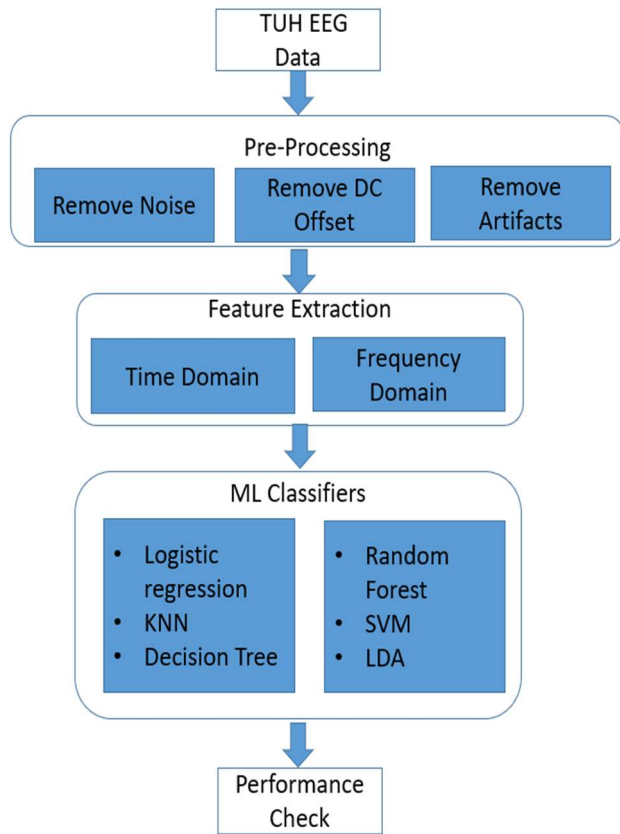 TUH EEG
Data
Pre-Processing
Remove Noise
Remove DC
Offset
Remove
Artifacts
Feature Extraction
Time Domain
Frequency
Domain
ML Classifiers
• Logistic
regression
• KNN
• Decision Tree
• Random
Forest
• SVM
• LDA
Performance
Check